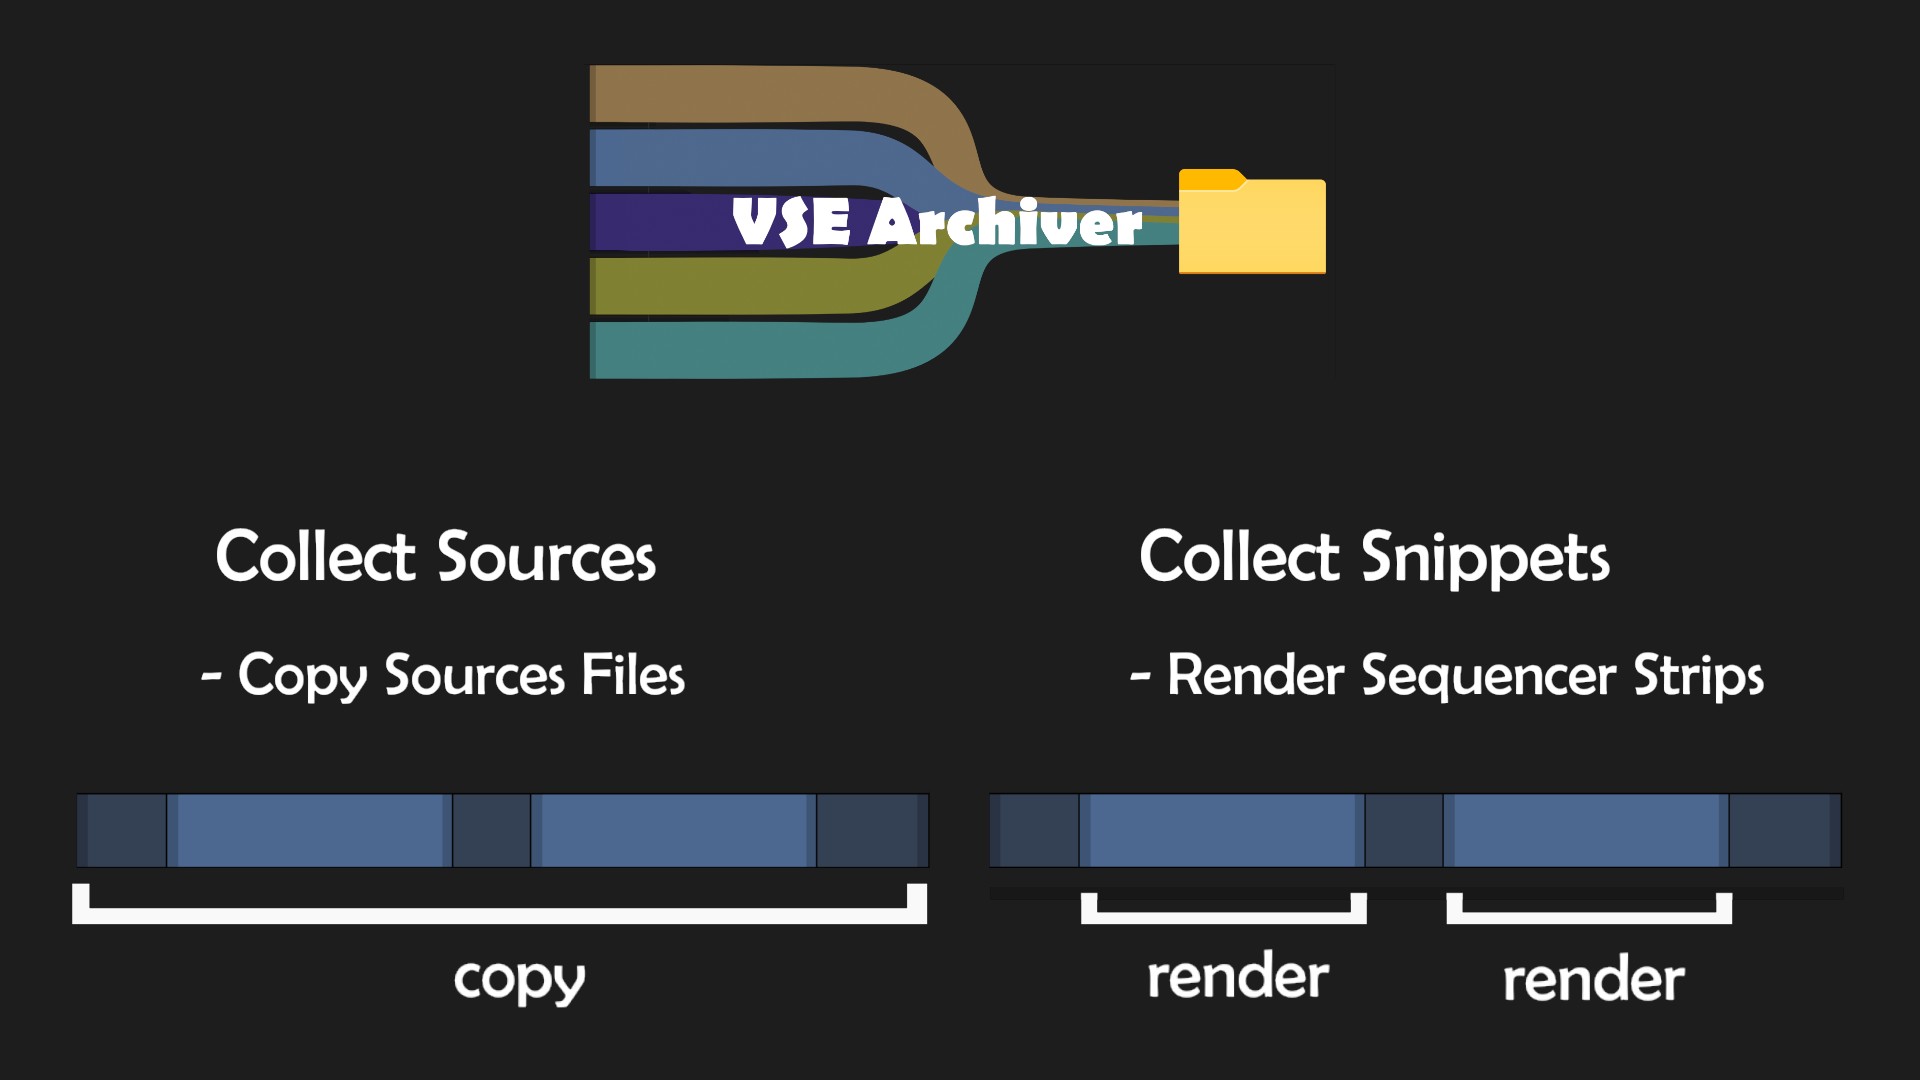 VSE Archiver
Collect Sources
- Copy Sources Files
copy
Collect Snippets
- Render Sequencer Strips
render
render